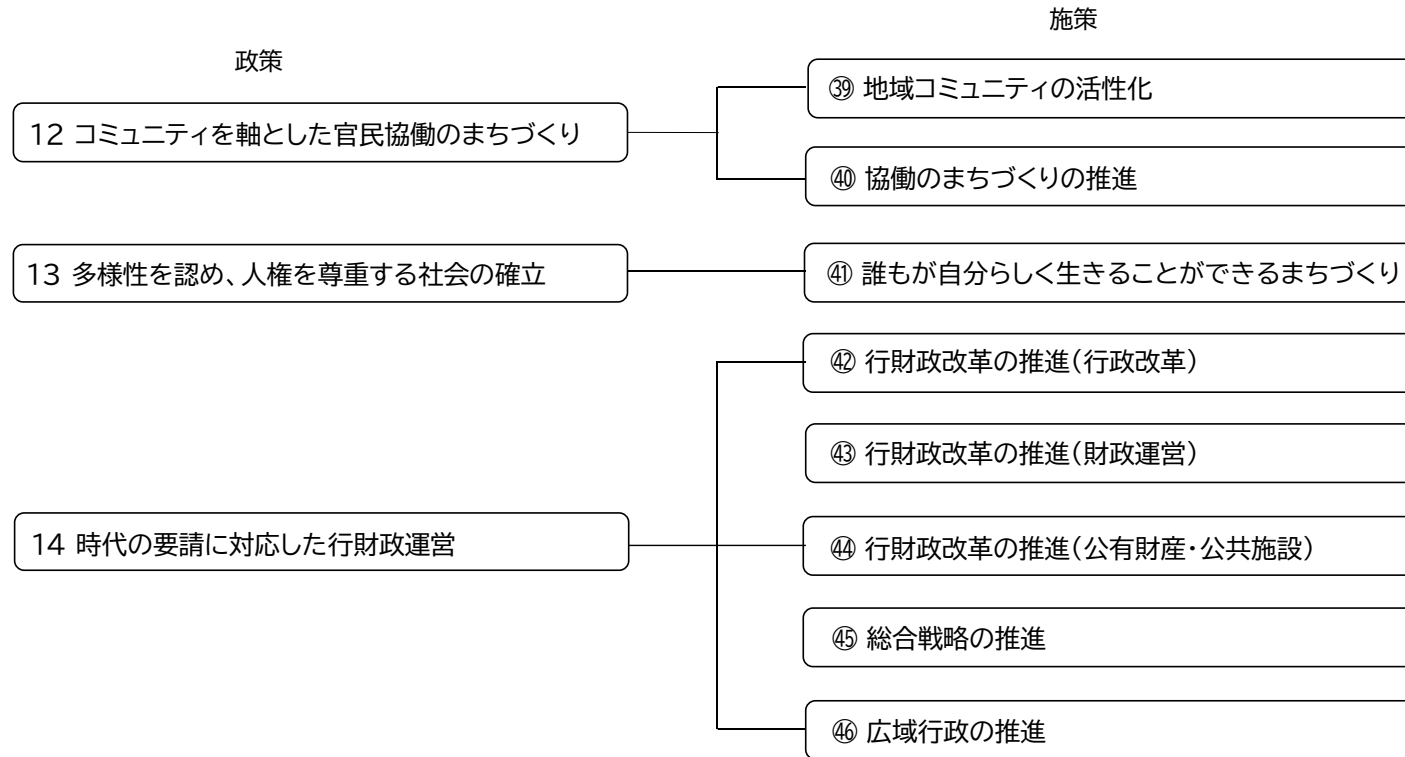 施策
政策
㊴ 地域コミュニティの活性化
12 コミュニティを軸とした官民協働のまちづくり
㊵ 協働のまちづくりの推進
13 多様性を認め、人権を尊重する社会の確立
㊶ 誰もが自分らしく生きることができるまちづくり
㊷ 行財政改革の推進(行政改革)
㊸ 行財政改革の推進(財政運営)
14 時代の要請に対応した行財政運営
㊹ 行財政改革の推進(公有財産・公共施設)
㊺ 総合戦略の推進
㊻ 広域行政の推進